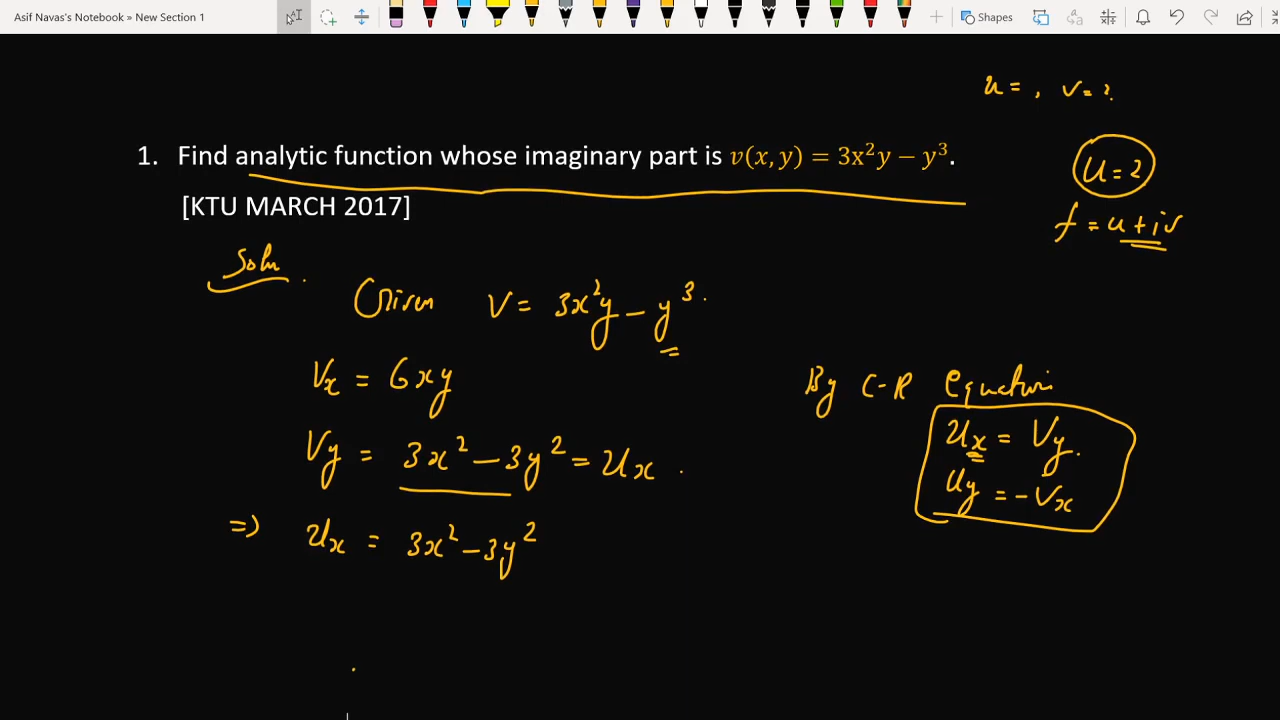 Asif Navas's Notebook » New Section 1
Shapes
u = , v = ?
1. Find analytic function whose imaginary part is v(x, y) = 3x²y − y³.
U = ?
[KTU MARCH 2017]
f = u + iv
Soln
Given V = 3x²y − y³.
Vx = 6xy
By C-R Equation
Vy = 3x² − 3y² = Ux.
Ux = Vy.
Uy = −Vx
=> Ux = 3x² − 3y²